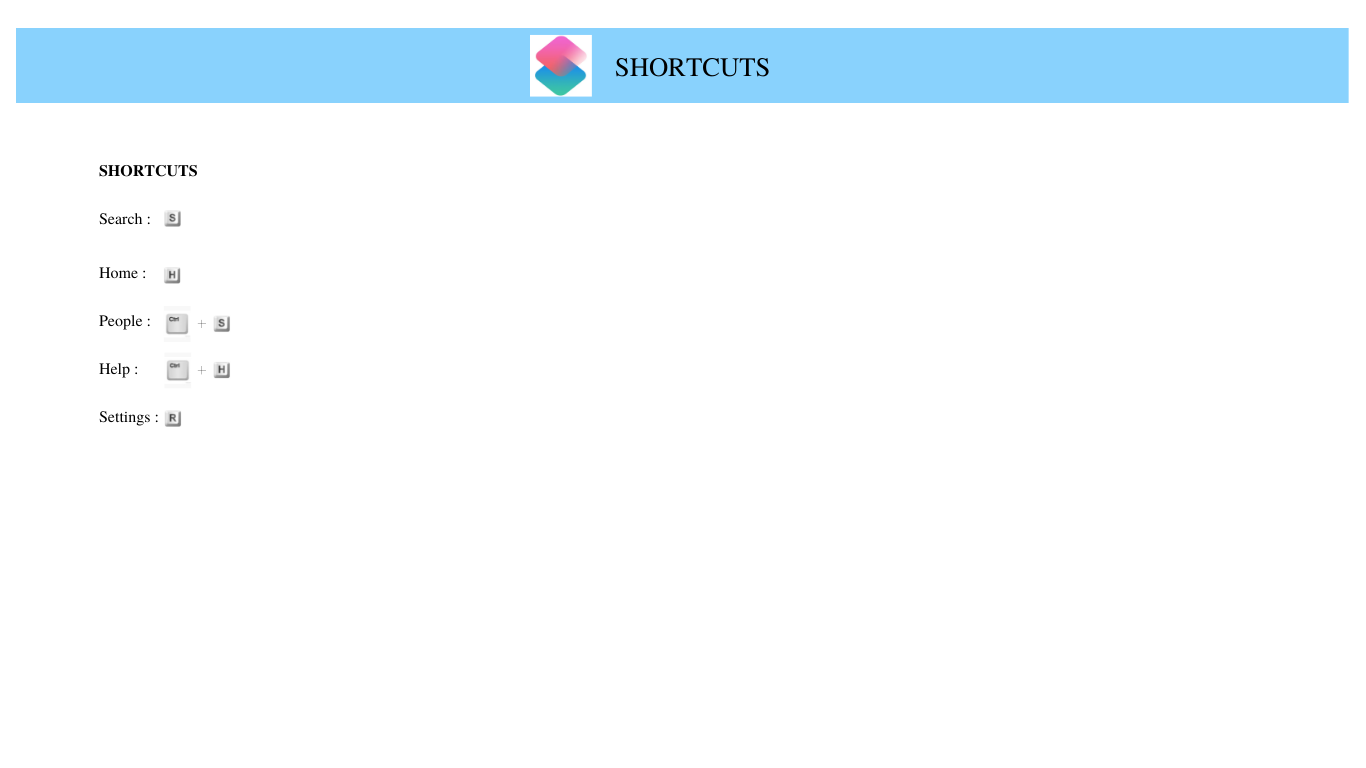 SHORTCUTS
SHORTCUTS
Search : S
Home : H
People : Ctrl + S
Help : Ctrl + H
Settings : R